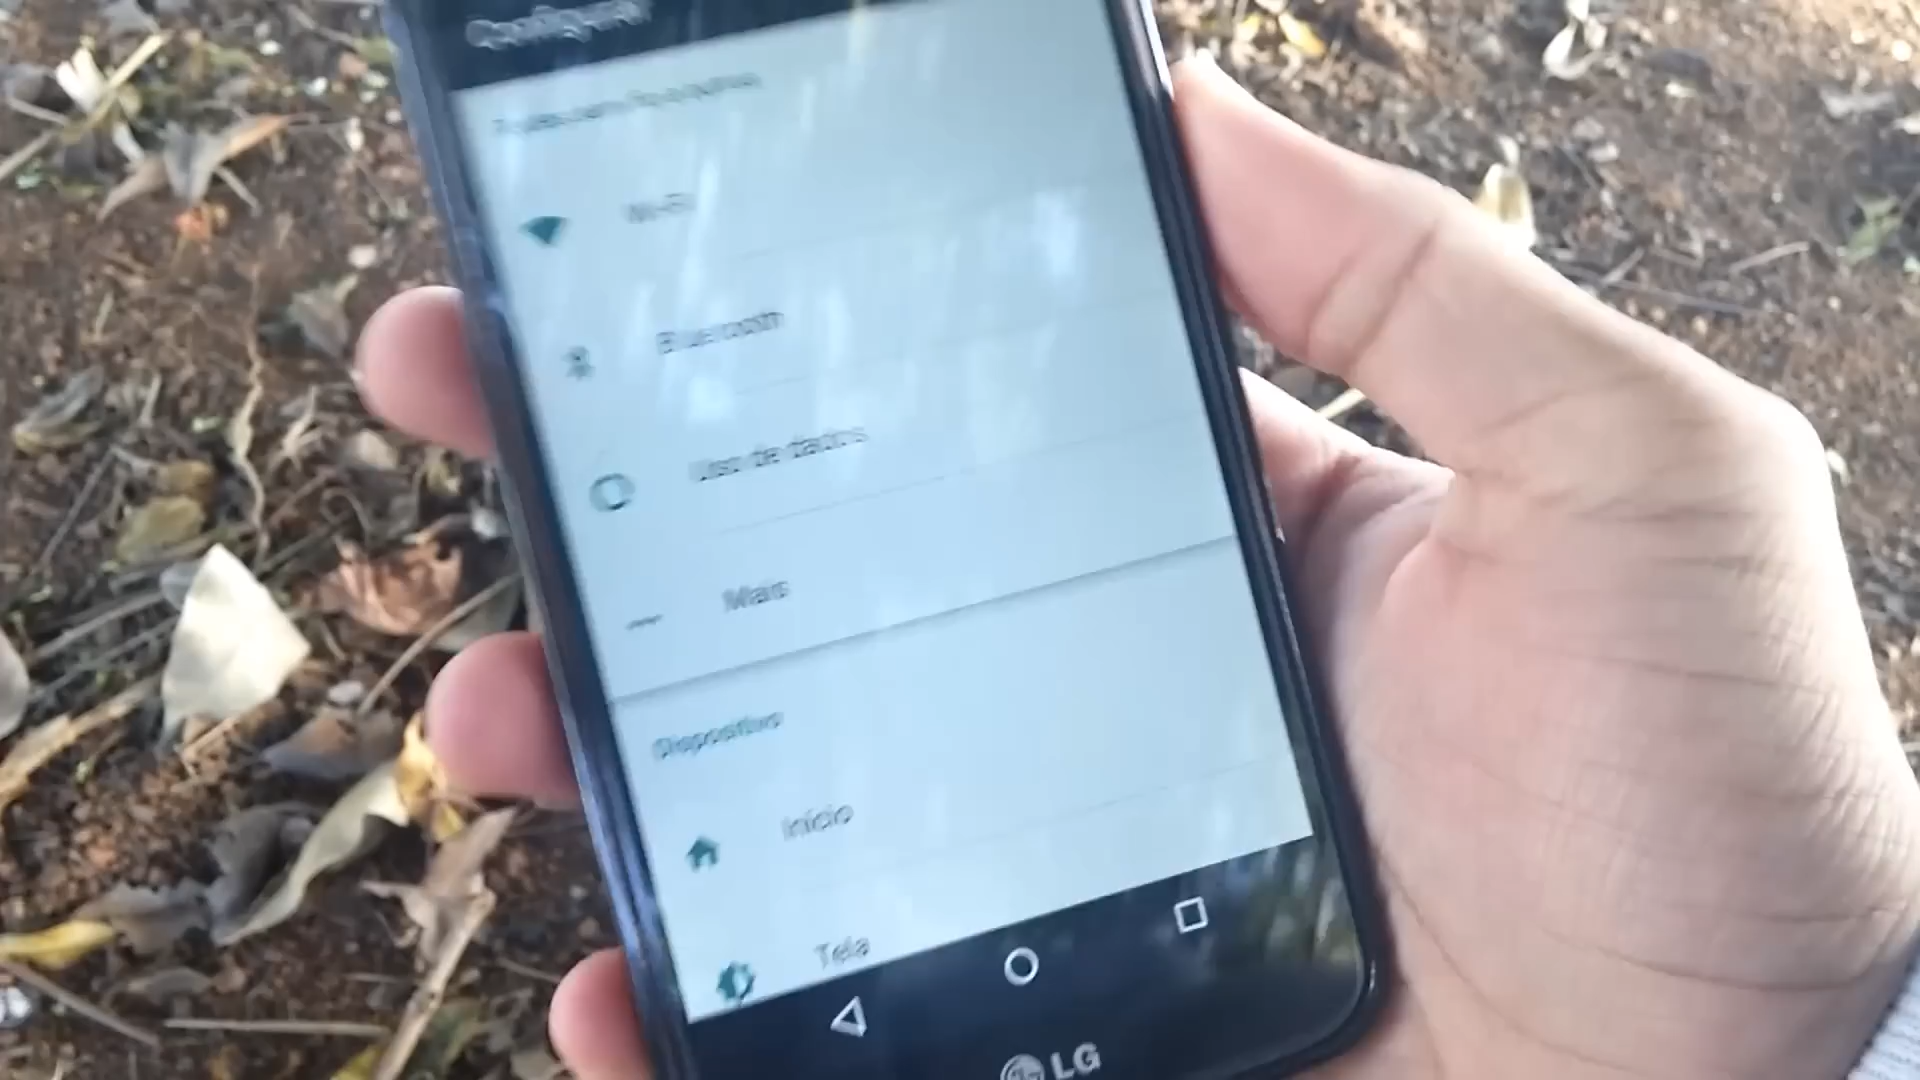 Wi-Fi
Bluetooth
Uso de dados
Mais
Dispositivo
Início
Tela
LG